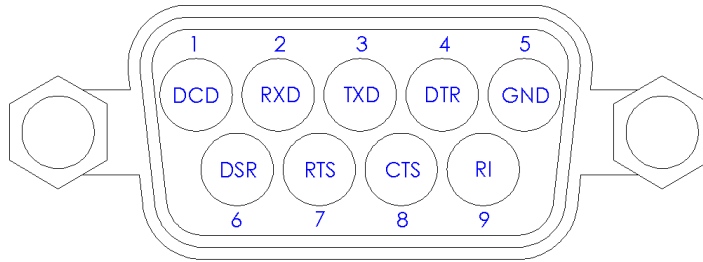 1 2 3 4 5
DCD RXD TXD DTR GND
DSR RTS CTS RI
6 7 8 9